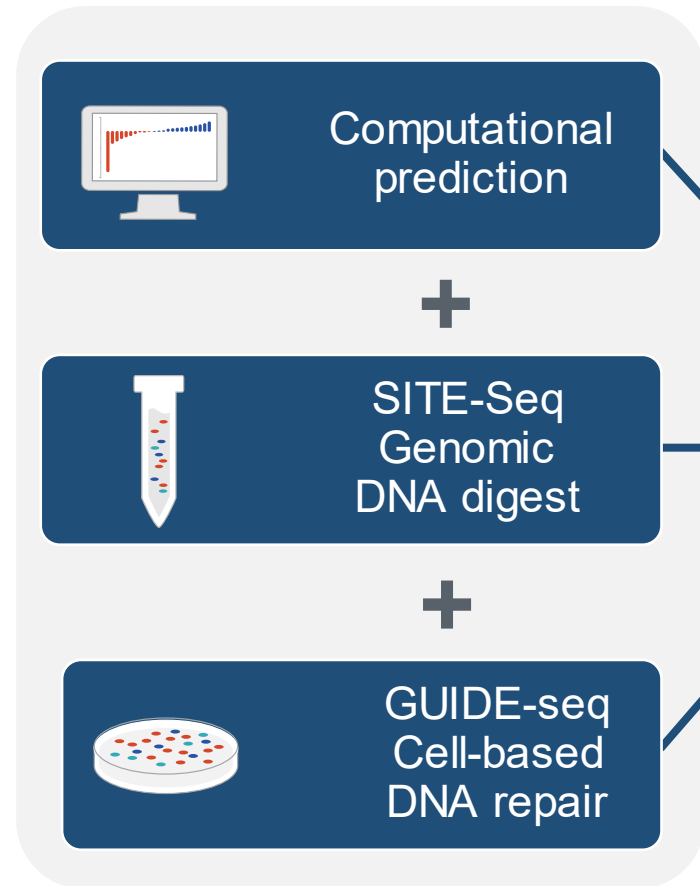 Computational
prediction
+
SITE-Seq
Genomic
DNA digest
+
GUIDE-seq
Cell-based
DNA repair